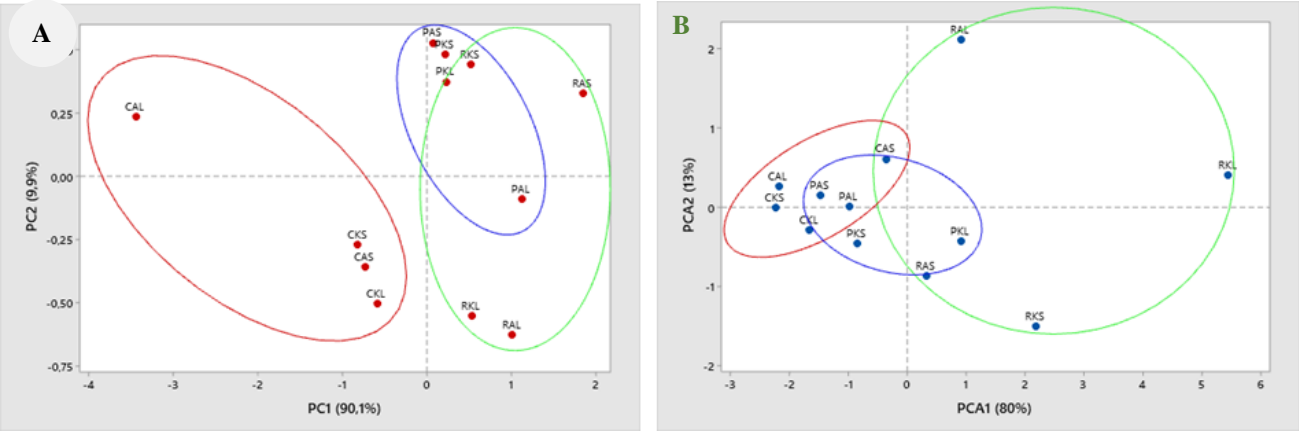 A
PAS
PKS
RKS
PKL
RAS
0,25
CAL
0,00
PAL
PC2 (9,9%)
-0,25
CKS
CAS
-0,50
CKL
RKL
RAL
-0,75
-4 -3 -2 -1 0 1 2
PC1 (90,1%)
B
RAL
2
1
CAS
RKL
CAL
PAS
CKS
PAL
0
CKL
PKS
PKL
PCA2 (13%)
RAS
-1
RKS
-2
-3 -2 -1 0 1 2 3 4 5 6
PCA1 (80%)